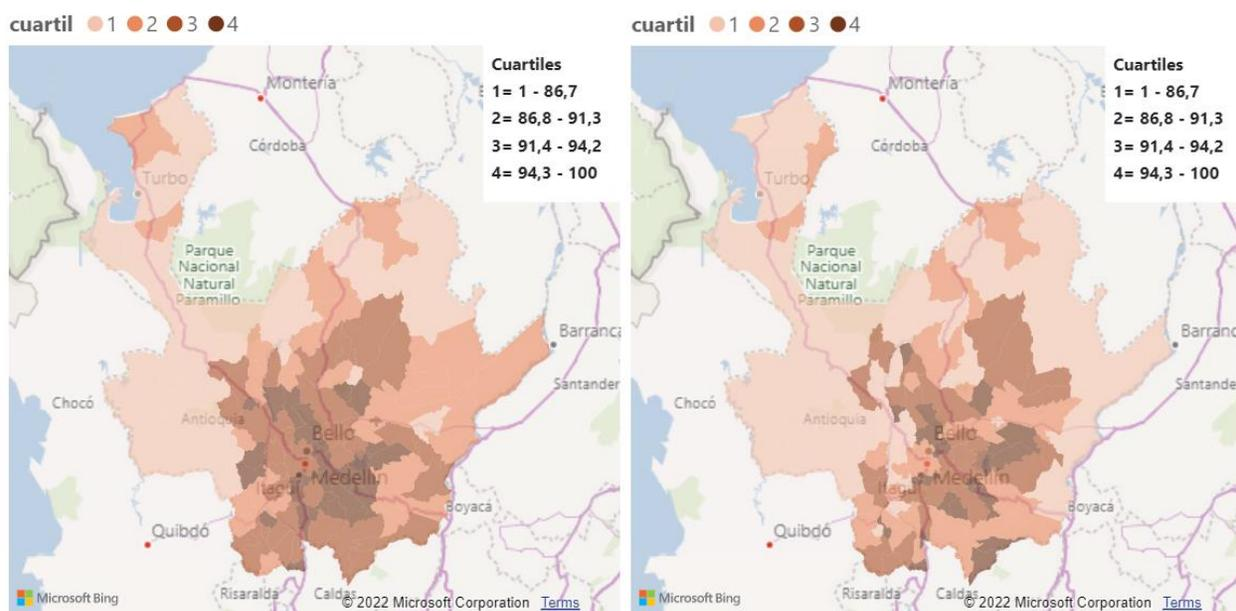 cuartil 1 2 3 4
Cuartiles
1= 1 - 86,7
2= 86,8 - 91,3
3= 91,4 - 94,2
4= 94,3 - 100
Montería
Córdoba
Turbo
Parque
Nacional
Natural
Paramillo
Barranca
Santander
Chocó
Antioquia
Bello
Medellín
Itagüí
Boyacá
Quibdó
Risaralda
Caldas
Microsoft Bing
© 2022 Microsoft Corporation Terms
cuartil 1 2 3 4
Cuartiles
1= 1 - 86,7
2= 86,8 - 91,3
3= 91,4 - 94,2
4= 94,3 - 100
Montería
Córdoba
Turbo
Parque
Nacional
Natural
Paramillo
Barranc
Santander
Chocó
Antioquia
Bello
Medellín
Itagüí
Boyacá
Quibdó
Risaralda
Caldas
Microsoft Bing
© 2022 Microsoft Corporation Terms